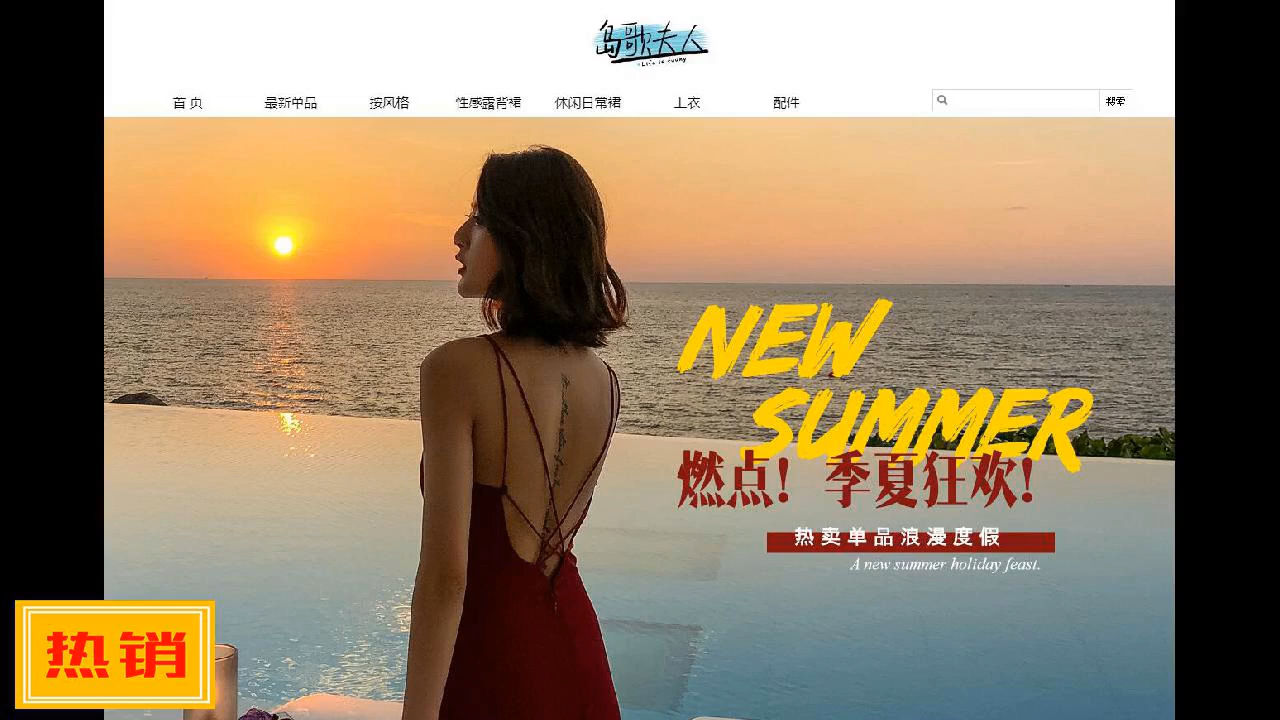 岛歌夫人
首页 最新单品 按风格 性感露背裙 休闲日常裙 上衣 配件 搜索
NEW
SUMMER
燃点！季夏狂欢！
热卖单品浪漫度假
A new summer holiday feast.
热销